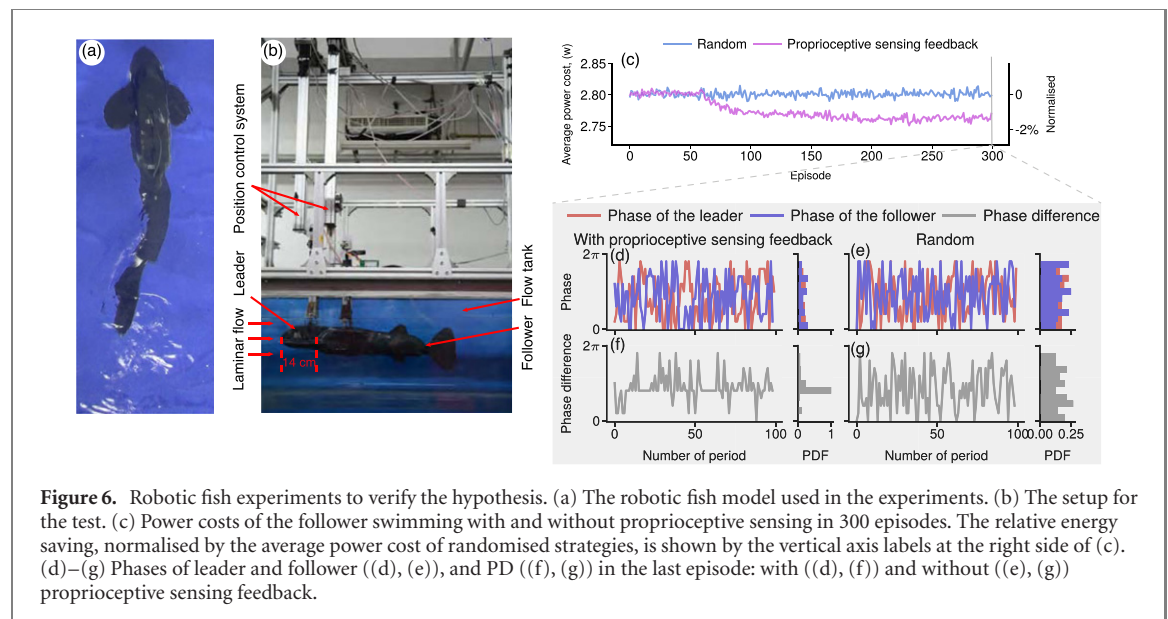 (a)
(b)
Position control system
Leader
Laminar flow
14 cm
Flow tank
Follower
Random
Proprioceptive sensing feedback
(c)
Average power cost, (w)
2.85
2.80
2.75
0
-2%
Normalised
0 50 100 150 200 250 300
Episode
Phase of the leader
Phase of the follower
Phase difference
With proprioceptive sensing feedback
Random
(d)
(e)
Phase
2π
0
(f)
(g)
Phase difference
2π
0
0 50 100 0 1 0 50 100 0.00 0.25
Number of period PDF Number of period PDF
Figure 6. Robotic fish experiments to verify the hypothesis. (a) The robotic fish model used in the experiments. (b) The setup for
the test. (c) Power costs of the follower swimming with and without proprioceptive sensing in 300 episodes. The relative energy
saving, normalised by the average power cost of randomised strategies, is shown by the vertical axis labels at the right side of (c).
(d)–(g) Phases of leader and follower ((d), (e)), and PD ((f), (g)) in the last episode: with ((d), (f)) and without ((e), (g))
proprioceptive sensing feedback.